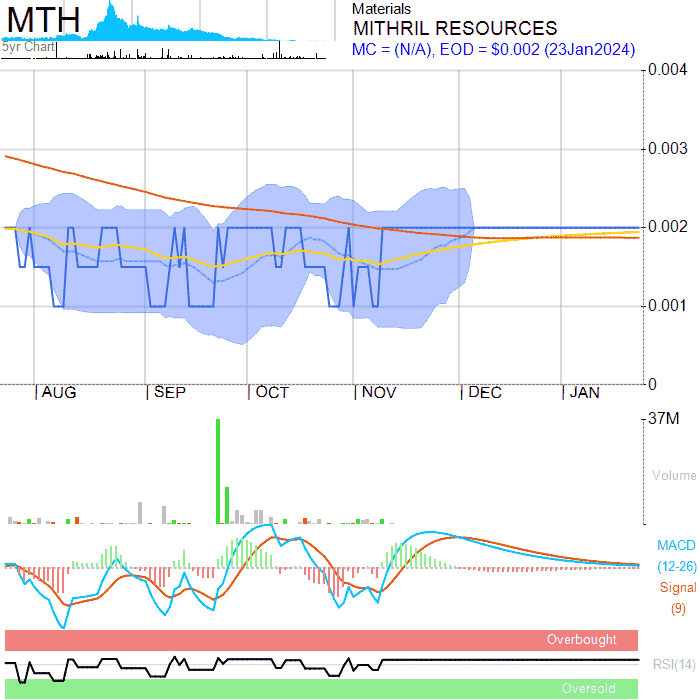 MTH
5yr Chart
Materials
MITHRIL RESOURCES
MC = (N/A), EOD = $0.002 (23Jan2024)
0.004
0.003
0.002
0.001
0
AUG SEP OCT NOV DEC JAN
37M
Volume
MACD
(12-26)
Signal
(9)
Overbought
RSI(14)
Oversold